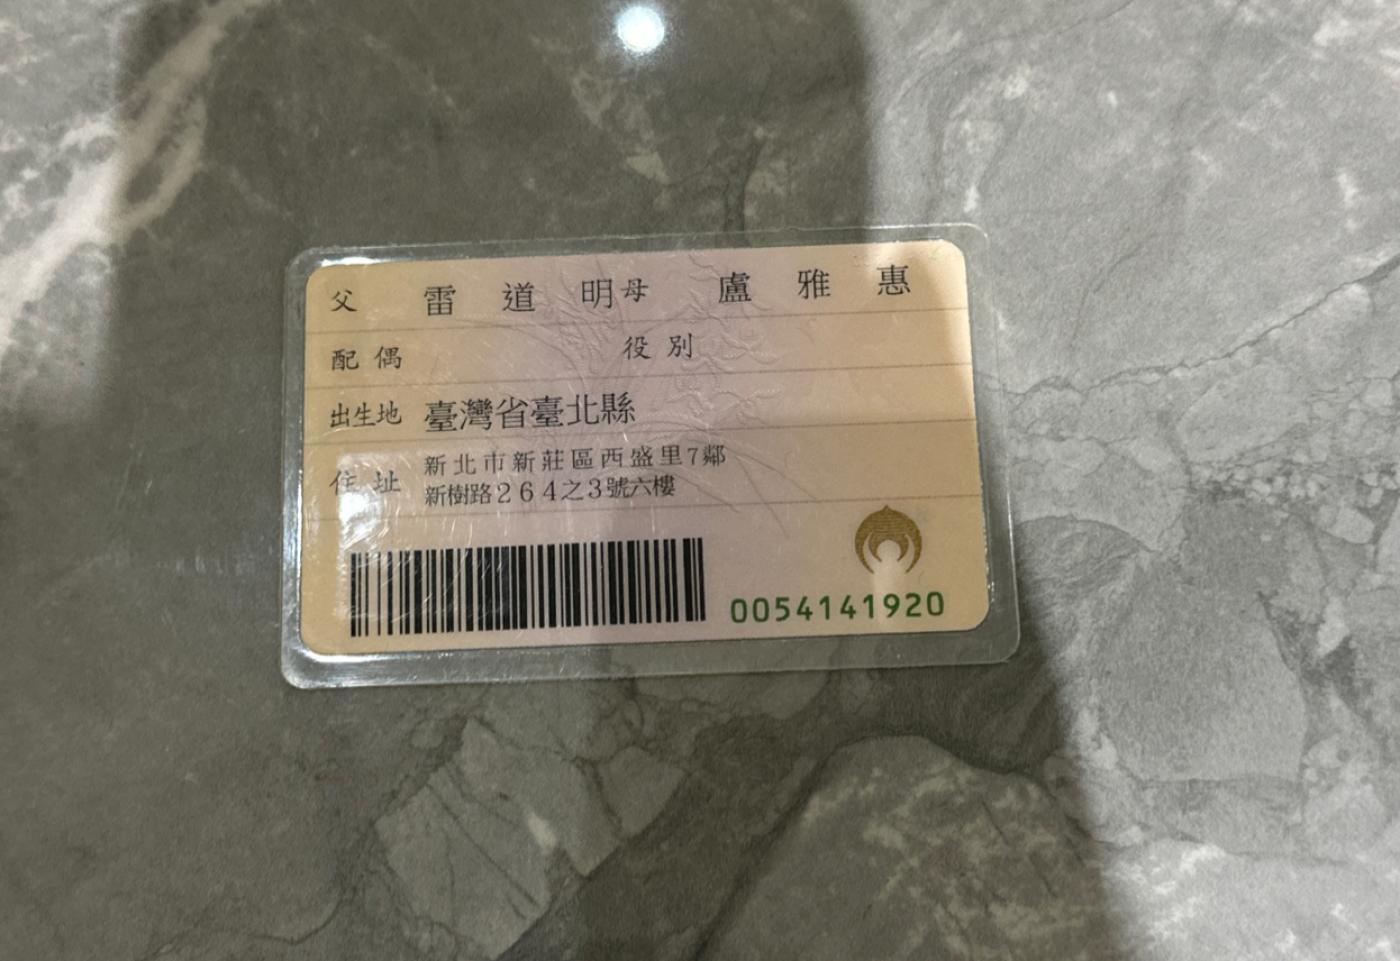 父 雷道明 母 盧雅惠
配偶 役別
出生地 臺灣省臺北縣
住址 新北市新莊區西盛里7鄰
新樹路264之3號六樓
0054141920